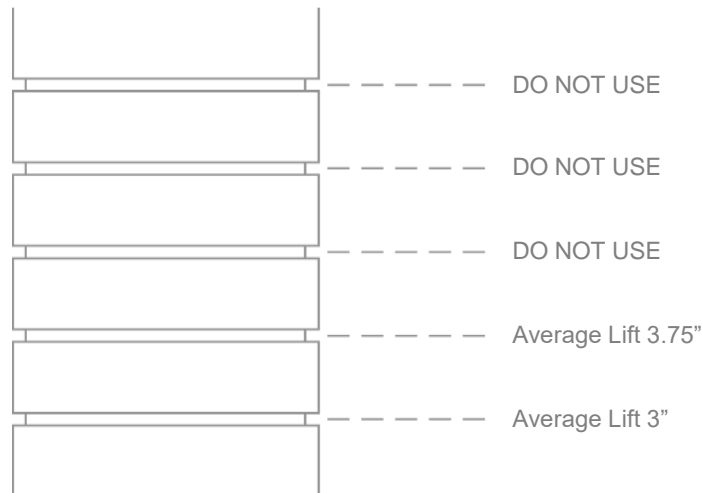 DO NOT USE
DO NOT USE
DO NOT USE
Average Lift 3.75”
Average Lift 3”